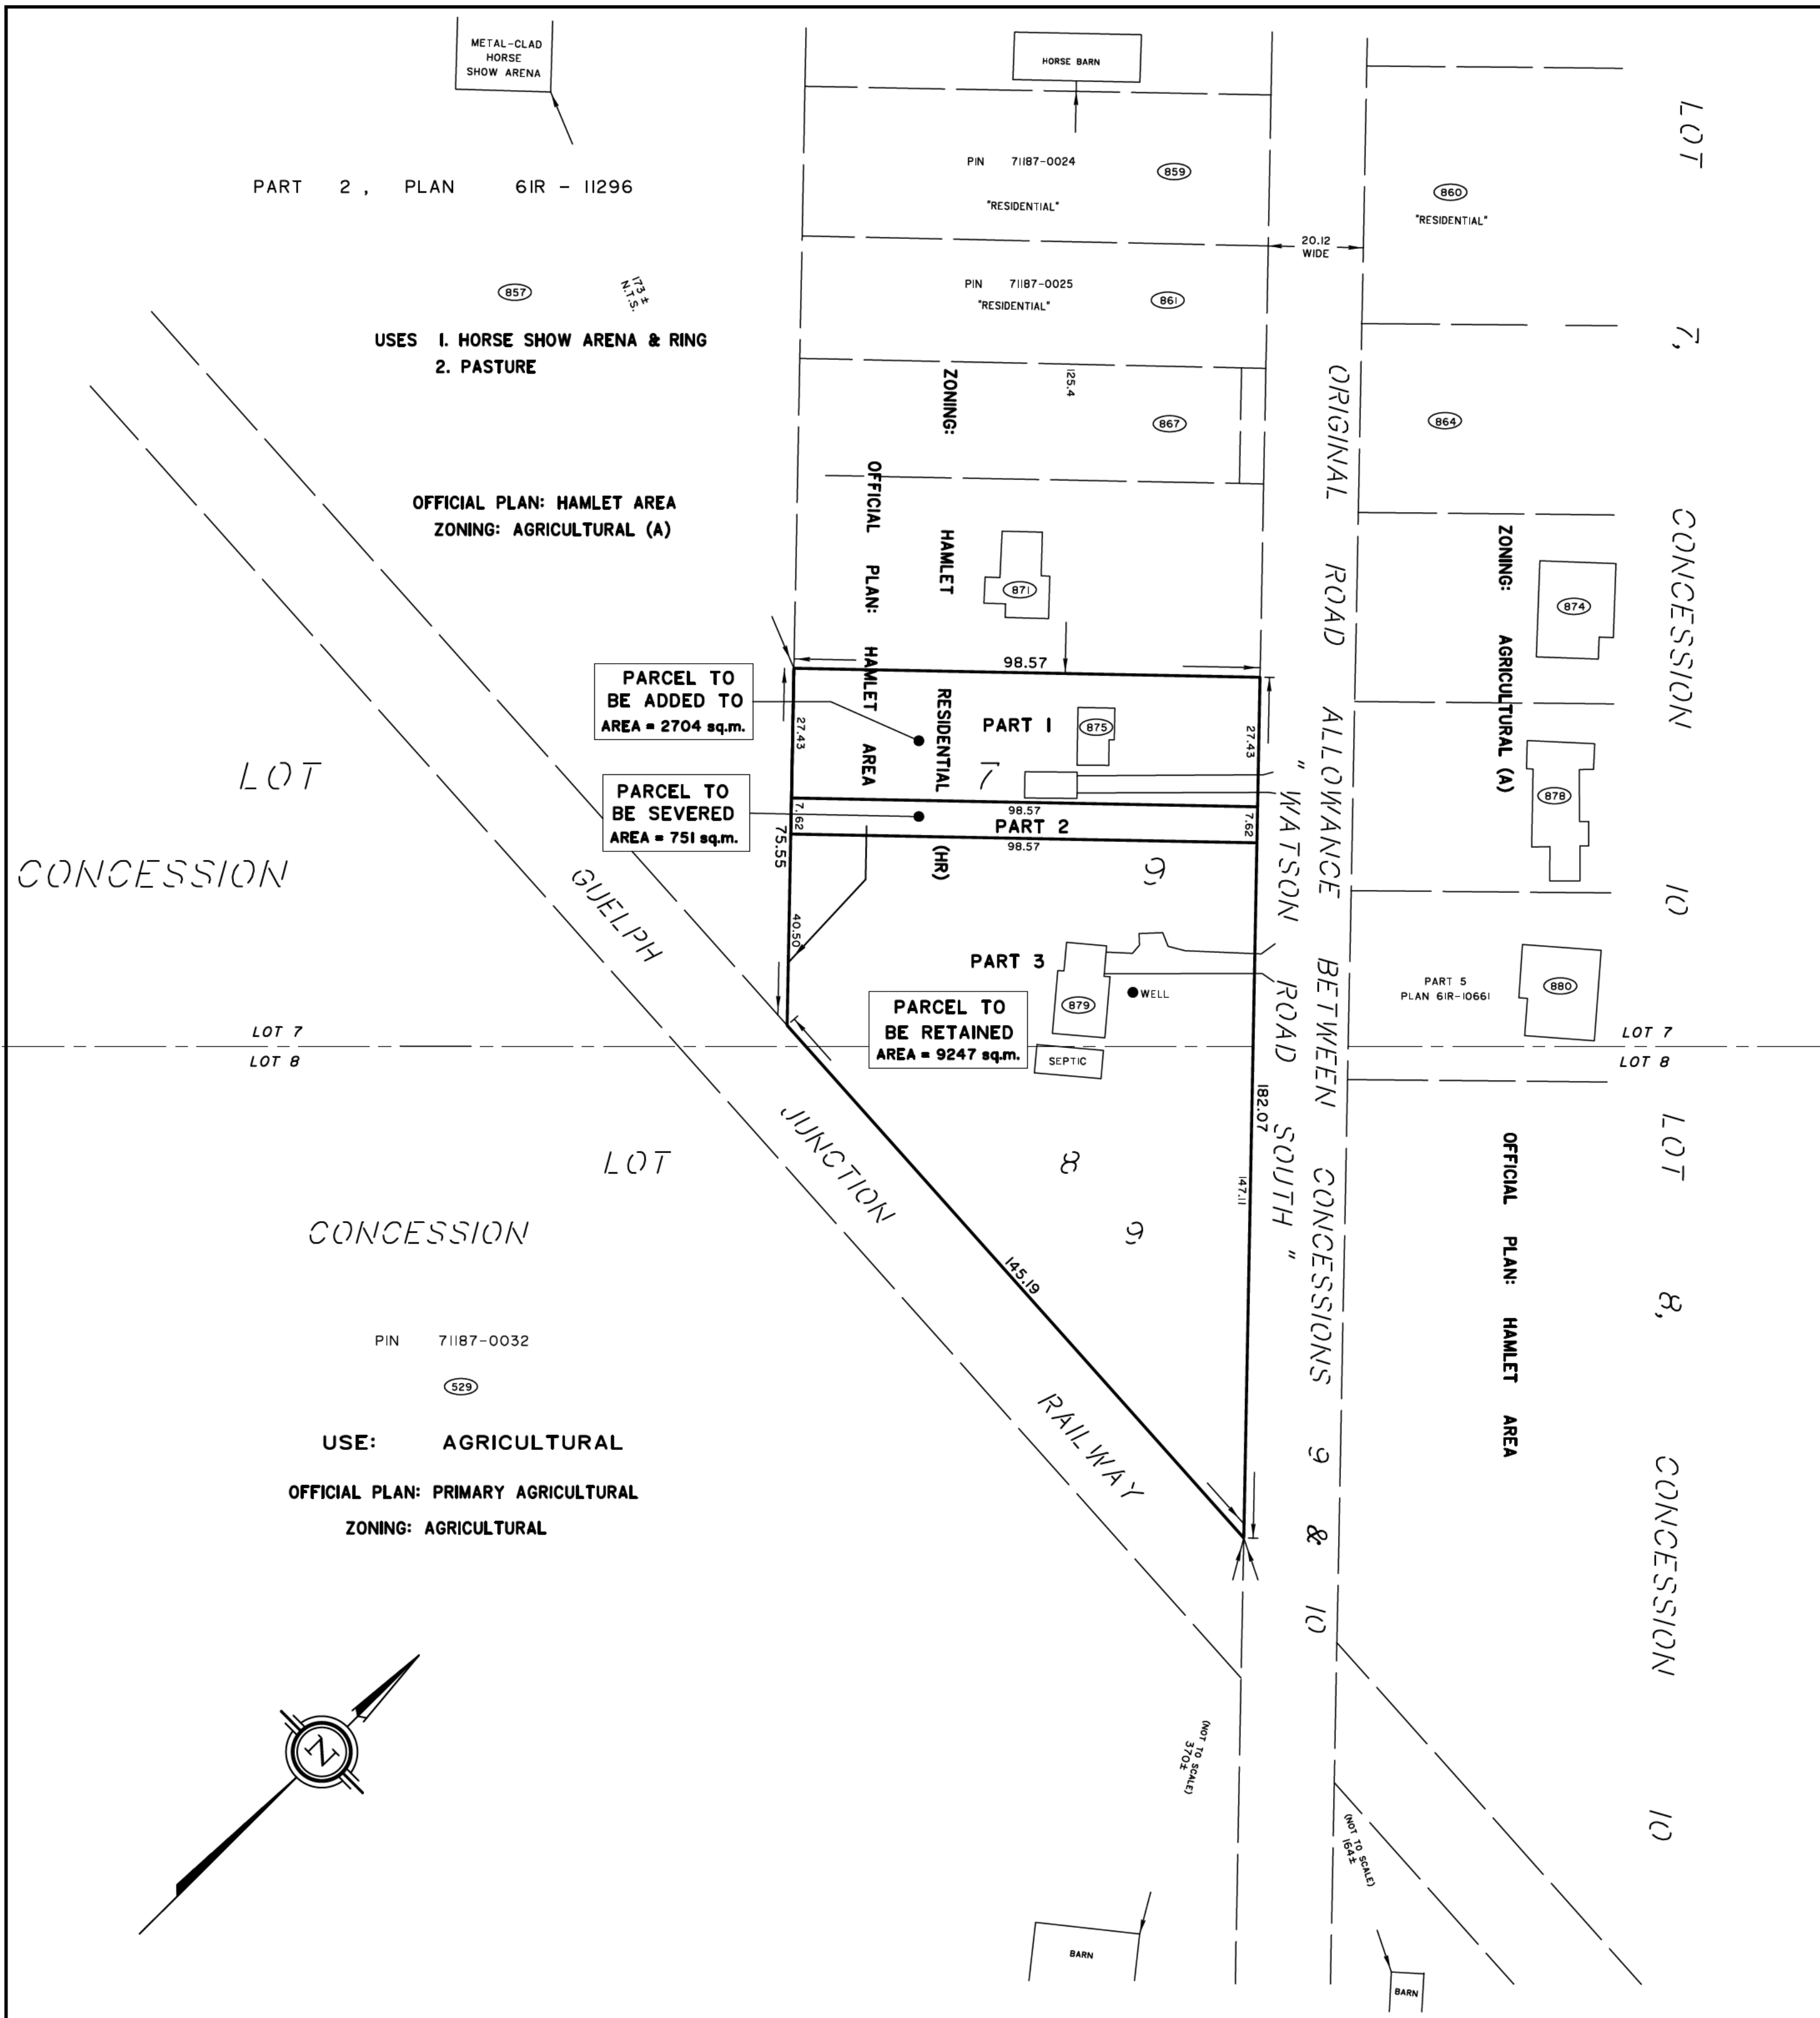 METAL-CLAD
HORSE
SHOW ARENA
HORSE BARN
LOT 7, CONCESSION 10
PIN 71187-0024
859
"RESIDENTIAL"
860
"RESIDENTIAL"
PART 2 , PLAN 61R - 11296
20.12
WIDE
PIN 71187-0025
861
"RESIDENTIAL"
857
173 ±
N.T.S.
USES 1. HORSE SHOW ARENA & RING
2. PASTURE
125.4
867
864
ZONING: HAMLET RESIDENTIAL (HR)
OFFICIAL PLAN: HAMLET AREA
ORIGINAL ROAD ALLOWANCE BETWEEN CONCESSIONS 9 & 10
OFFICIAL PLAN: HAMLET AREA
ZONING: AGRICULTURAL (A)
871
ZONING: AGRICULTURAL (A)
874
98.57
PARCEL TO
BE ADDED TO
AREA = 2704 sq.m.
27.43
PART 1
875
27.43
7
" WATSON ROAD SOUTH "
878
LOT
PARCEL TO
BE SEVERED
AREA = 751 sq.m.
7.62
98.57
PART 2
98.57
7.62
75.55
CONCESSION
9
GUELPH JUNCTION RAILWAY
40.50
PART 3
879
WELL
PART 5
PLAN 61R-10661
880
PARCEL TO
BE RETAINED
AREA = 9247 sq.m.
SEPTIC
LOT 7
LOT 8
LOT 7
LOT 8
182.07
147.11
LOT 8, CONCESSION 10
OFFICIAL PLAN: HAMLET AREA
LOT
8
CONCESSION
9
145.19
PIN 71187-0032
529
USE: AGRICULTURAL
OFFICIAL PLAN: PRIMARY AGRICULTURAL
ZONING: AGRICULTURAL
N
(NOT TO SCALE)
370±
(NOT TO SCALE)
164±
BARN
BARN